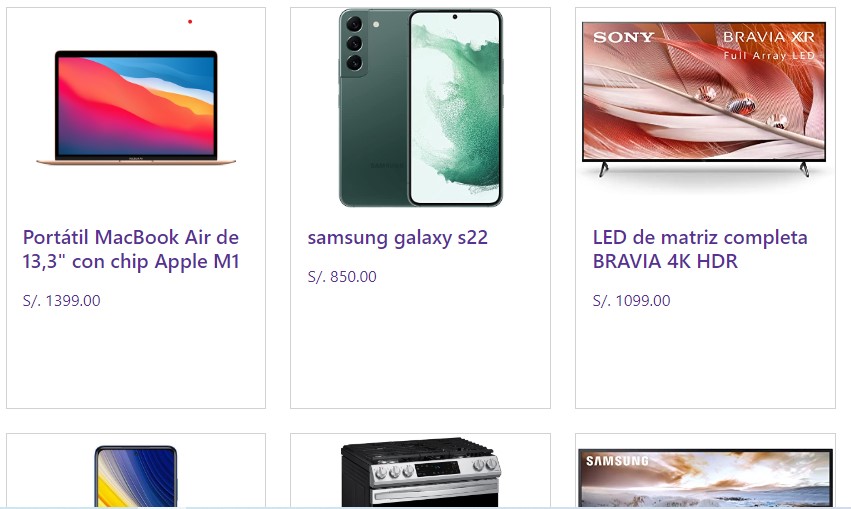 SONY
BRAVIA XR
Full Array LED
Portátil MacBook Air de
13,3" con chip Apple M1
S/. 1399.00
samsung galaxy s22
S/. 850.00
LED de matriz completa
BRAVIA 4K HDR
S/. 1099.00
SAMSUNG